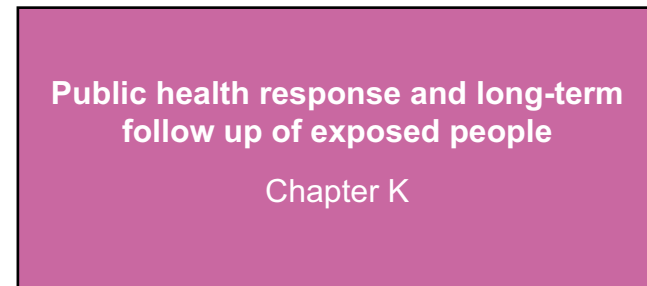 Public health response and long-term
follow up of exposed people
Chapter K